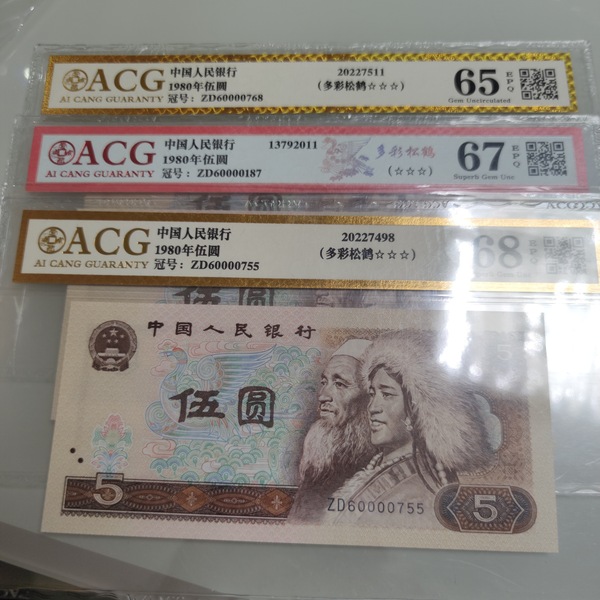 ACG
AI CANG GUARANTY
中国人民银行
1980年伍圆
冠号：ZD60000768
20227511
（多彩松鹤☆☆☆）
65
EPQ
Gem Uncirculated
ACG
AI CANG GUARANTY
中国人民银行
1980年伍圆
冠号：ZD60000187
13792011
多彩松鹤
（☆☆☆）
67
EPQ
Superb Gem Unc
ACG
AI CANG GUARANTY
中国人民银行
1980年伍圆
冠号：ZD60000755
20227498
（多彩松鹤☆☆☆）
68
EPQ
中国人民银行
伍圆
5
ZD60000755
5